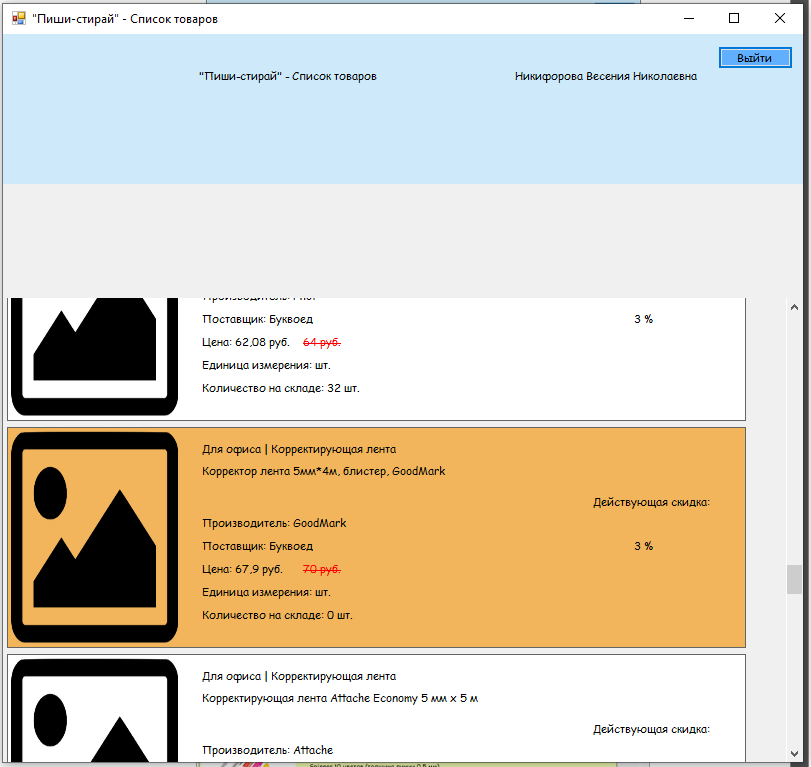 "Пиши-стирай" - Список товаров
Выйти
"Пиши-стирай" - Список товаров
Никифорова Весения Николаевна
Поставщик: Буквоед
3 %
Цена: 62,08 руб. 64 руб.
Единица измерения: шт.
Количество на складе: 32 шт.
Для офиса | Корректирующая лента
Корректор лента 5мм*4м, блистер, GoodMark
Действующая скидка:
Производитель: GoodMark
Поставщик: Буквоед
3 %
Цена: 67,9 руб. 70 руб.
Единица измерения: шт.
Количество на складе: 0 шт.
Для офиса | Корректирующая лента
Корректирующая лента Attache Economy 5 мм x 5 м
Действующая скидка:
Производитель: Attache